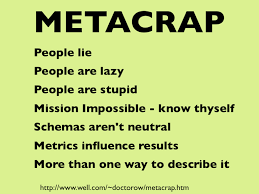 METACRAP
People lie
People are lazy
People are stupid
Mission Impossible - know thyself
Schemas aren't neutral
Metrics influence results
More than one way to describe it
http://www.well.com/~doctorow/metacrap.htm